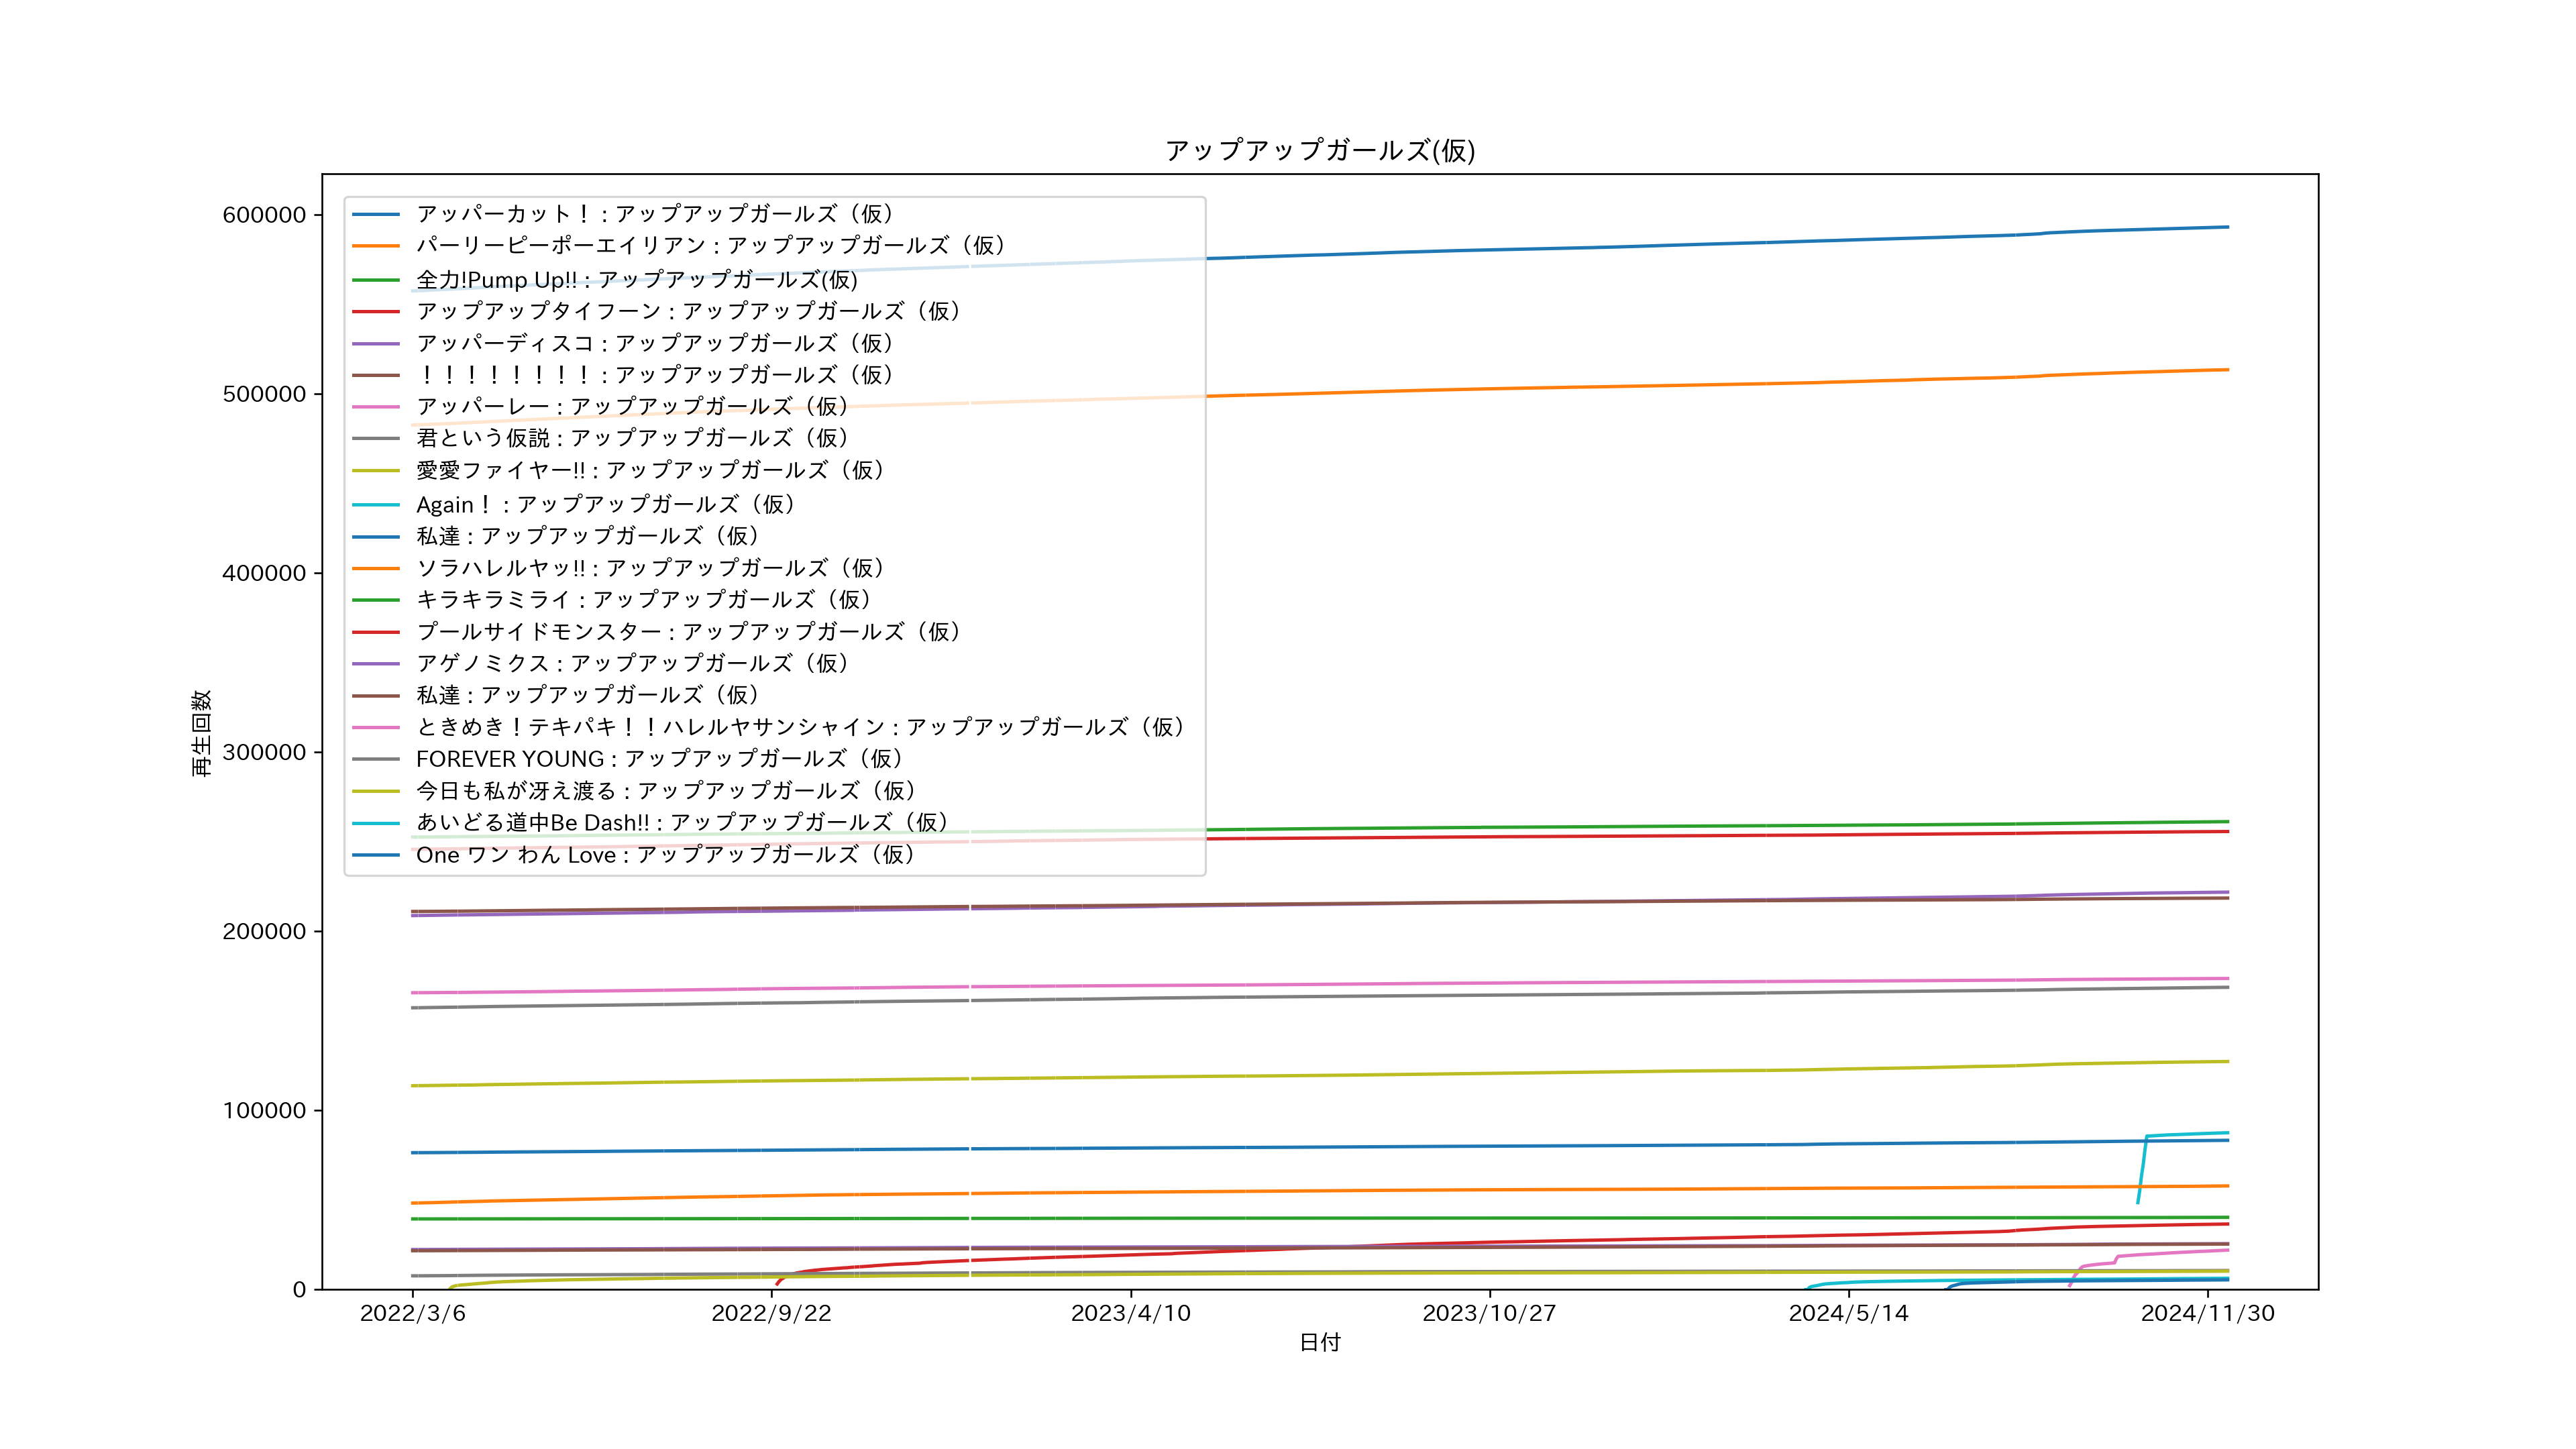 アップアップガールズ(仮)
600000
500000
400000
300000
200000
100000
0
再生回数
アッパーカット！ : アップアップガールズ（仮）
パーリーピーポーエイリアン : アップアップガールズ（仮）
全力!Pump Up!! : アップアップガールズ(仮)
アップアップタイフーン : アップアップガールズ（仮）
アッパーディスコ : アップアップガールズ（仮）
！！！！！！！！ : アップアップガールズ（仮）
アッパーレー : アップアップガールズ（仮）
君という仮説 : アップアップガールズ（仮）
愛愛ファイヤー!! : アップアップガールズ（仮）
Again！ : アップアップガールズ（仮）
私達 : アップアップガールズ（仮）
ソラハレルヤッ!! : アップアップガールズ（仮）
キラキラミライ : アップアップガールズ（仮）
プールサイドモンスター : アップアップガールズ（仮）
アゲノミクス : アップアップガールズ（仮）
私達 : アップアップガールズ（仮）
ときめき！テキパキ！！ハレルヤサンシャイン : アップアップガールズ（仮）
FOREVER YOUNG : アップアップガールズ（仮）
今日も私が冴え渡る : アップアップガールズ（仮）
あいどる道中Be Dash!! : アップアップガールズ（仮）
One ワン わん Love : アップアップガールズ（仮）
2022/3/6
2022/9/22
2023/4/10
2023/10/27
2024/5/14
2024/11/30
日付